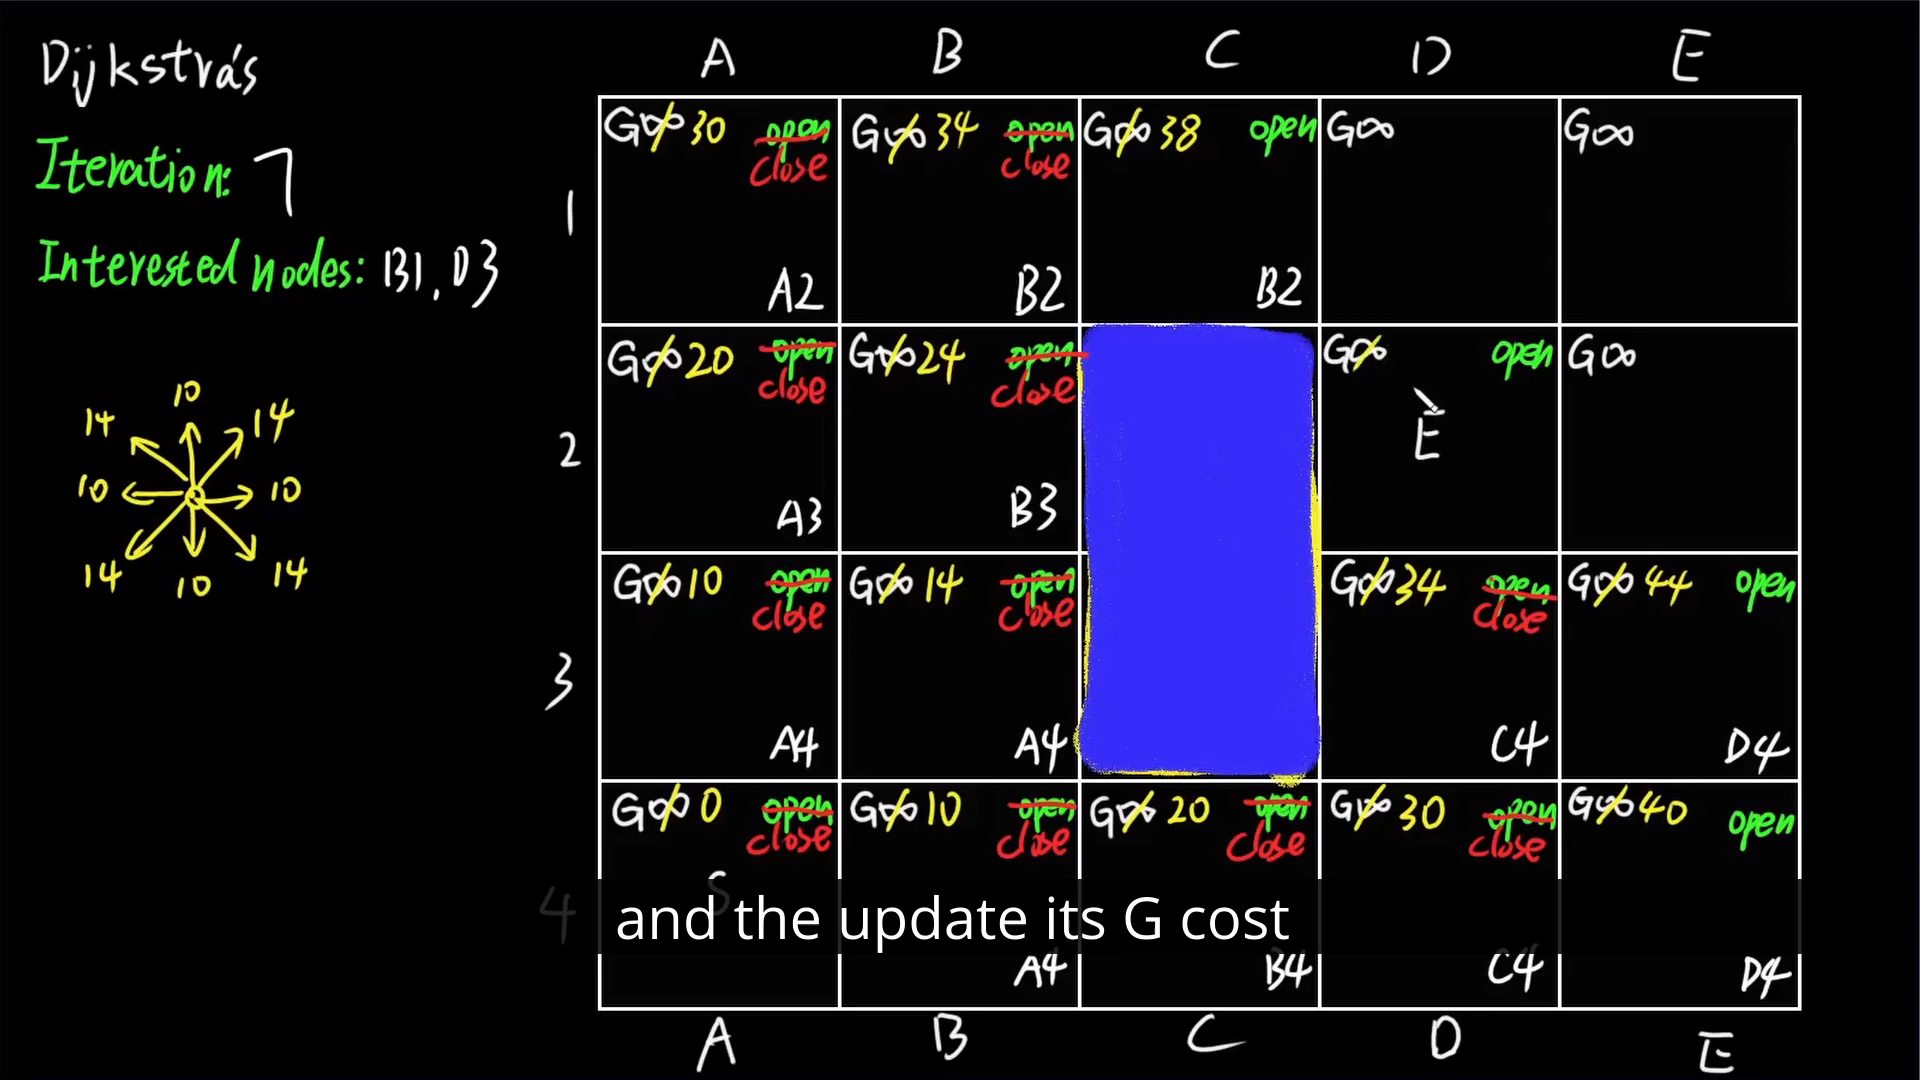 Dijkstra's
Iteration: 7
Interested nodes: B1, D3
10
14 14
10 10
14 10 14
A B C D E
1
G∞ 30 open close A2
G∞ 34 open close B2
G∞ 38 open B2
G∞
G∞
2
G∞ 20 open close A3
G∞ 24 open close B3
G∞ open E
G∞
3
G∞ 10 open close A4
G∞ 14 open close A4
G∞ 34 open close C4
G∞ 44 open D4
4
G∞ 0 open close S
G∞ 10 open close A4
G∞ 20 open close B4
G∞ 30 open close C4
G∞ 40 open D4
and the update its G cost
A B C D E